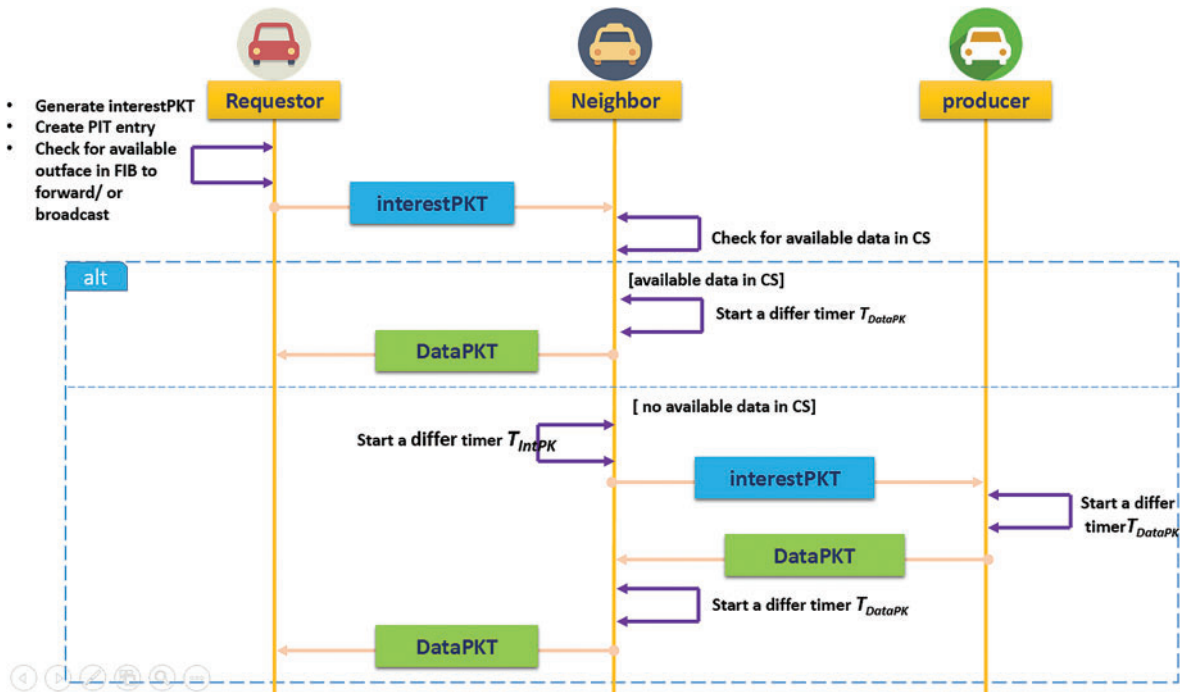 Requestor
Neighbor
producer
• Generate interestPKT
• Create PIT entry
• Check for available
outface in FIB to
forward/ or
broadcast
interestPKT
Check for available data in CS
alt
[available data in CS]
Start a differ timer T_DataPK
DataPKT
[ no available data in CS]
Start a differ timer T_IntPK
interestPKT
Start a differ
timer T_DataPK
DataPKT
Start a differ timer T_DataPK
DataPKT